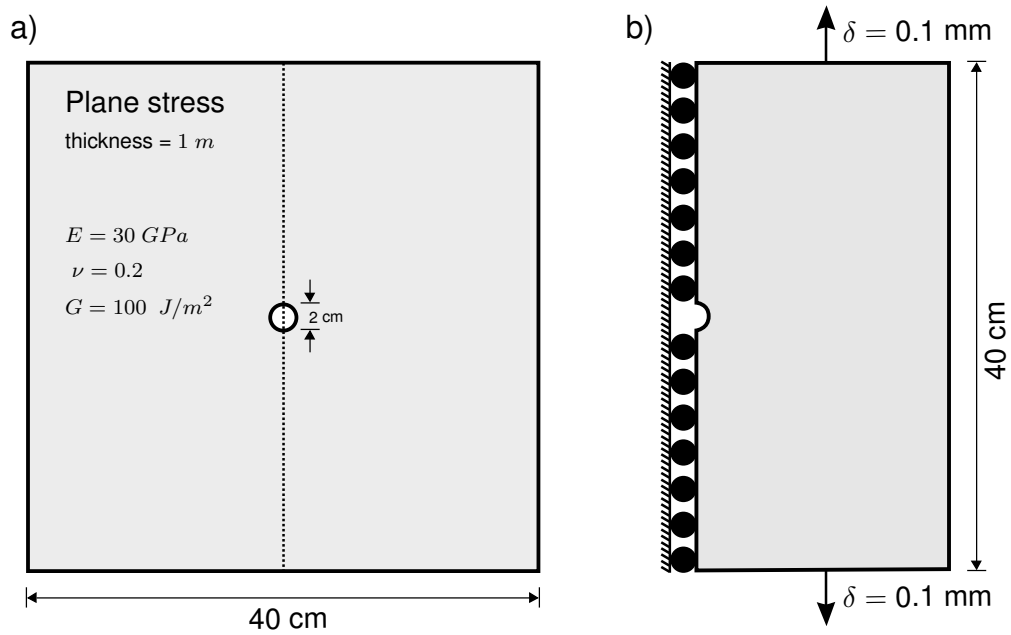 a)
Plane stress
thickness = 1 m
E = 30 GPa
ν = 0.2
G = 100 J/m²
2 cm
40 cm
b)
δ = 0.1 mm
40 cm
δ = 0.1 mm